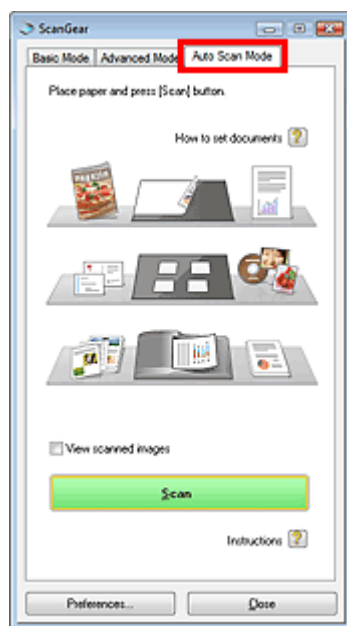 ScanGear
Basic Mode Advanced Mode Auto Scan Mode
Place paper and press [Scan] button.
How to set documents
View scanned images
Scan
Instructions
Preferences... Close